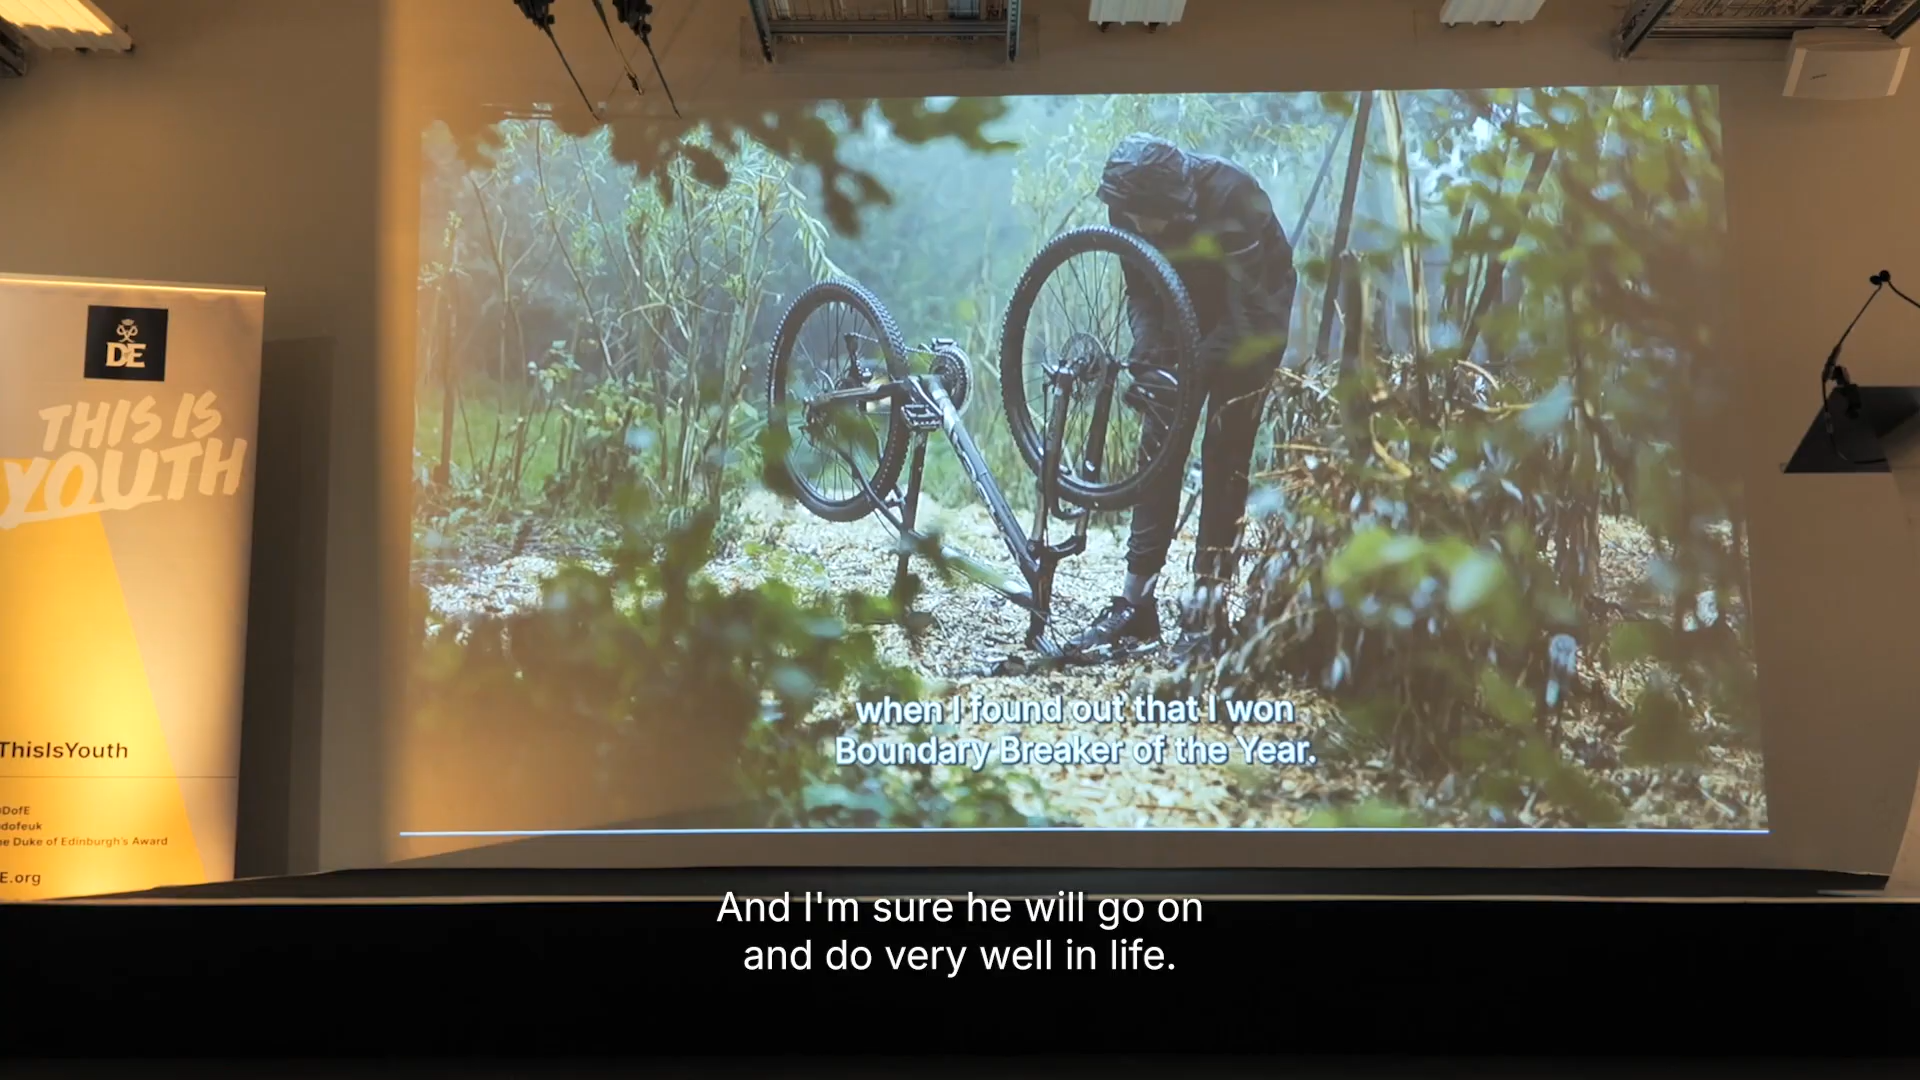 DE
THIS IS
YOUTH
ThisIsYouth
DofE
dofeuk
Duke of Edinburgh's Award
E.org
when I found out that I won
Boundary Breaker of the Year.
And I'm sure he will go on
and do very well in life.